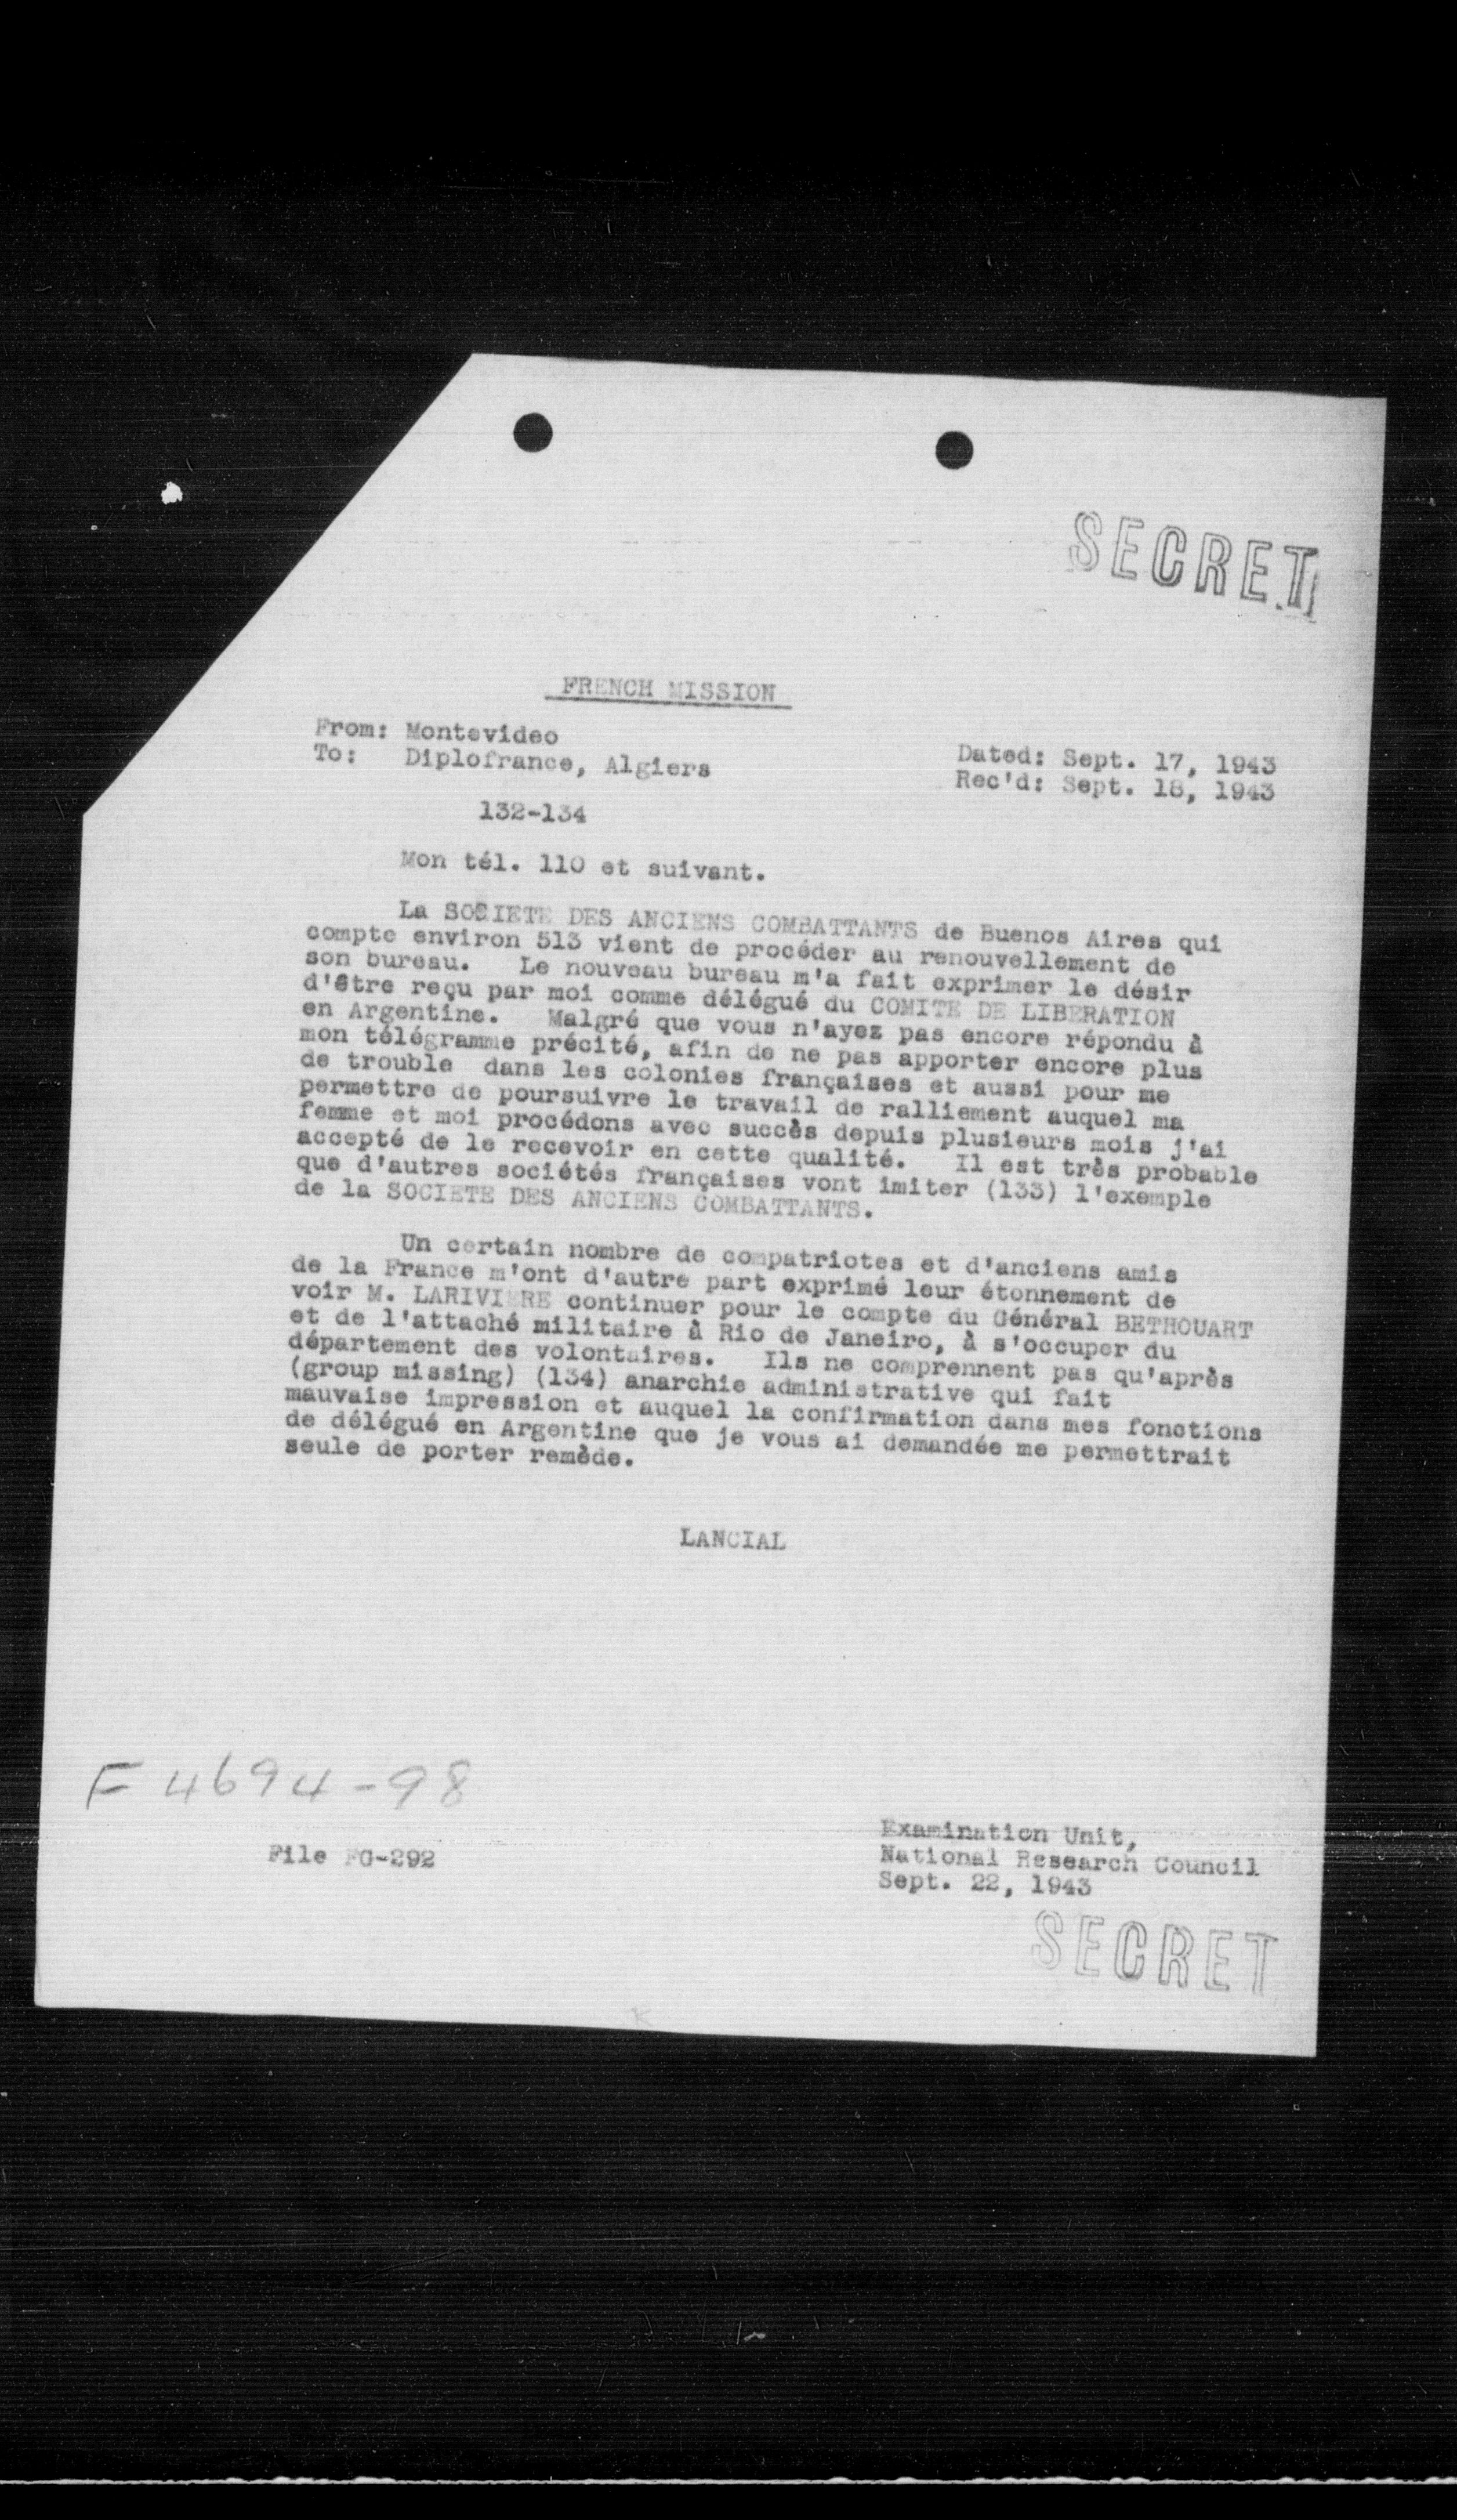 SECRET
FRENCH MISSION
From: Montevideo
To: Diplofrance, Algiers
Dated: Sept. 17, 1943
Rec'd: Sept. 18, 1943
132-134
Mon tél. 110 et suivant.
La SOCIETE DES ANCIENS COMBATTANTS de Buenos Aires qui
compte environ 513 vient de procéder au renouvellement de
son bureau. Le nouveau bureau m'a fait exprimer le désir
d'être reçu par moi comme délégué du COMITE DE LIBERATION
en Argentine. Malgré que vous n'ayez pas encore répondu à
mon télégramme précité, afin de ne pas apporter encore plus
de trouble dans les colonies françaises et aussi pour me
permettre de poursuivre le travail de ralliement auquel ma
femme et moi procédons avec succès depuis plusieurs mois j'ai
accepté de le recevoir en cette qualité. Il est très probable
que d'autres sociétés françaises vont imiter (133) l'exemple
de la SOCIETE DES ANCIENS COMBATTANTS.
Un certain nombre de compatriotes et d'anciens amis
de la France m'ont d'autre part exprimé leur étonnement de
voir M. LARIVIERE continuer pour le compte du Général BETHOUART
et de l'attaché militaire à Rio de Janeiro, à s'occuper du
département des volontaires. Ils ne comprennent pas qu'après
(group missing) (134) anarchie administrative qui fait
mauvaise impression et auquel la confirmation dans mes fonctions
de délégué en Argentine que je vous ai demandée me permettrait
seule de porter remède.
LANCIAL
F 4694-98
File FG-292
Examination Unit,
National Research Council
Sept. 22, 1943
SECRET